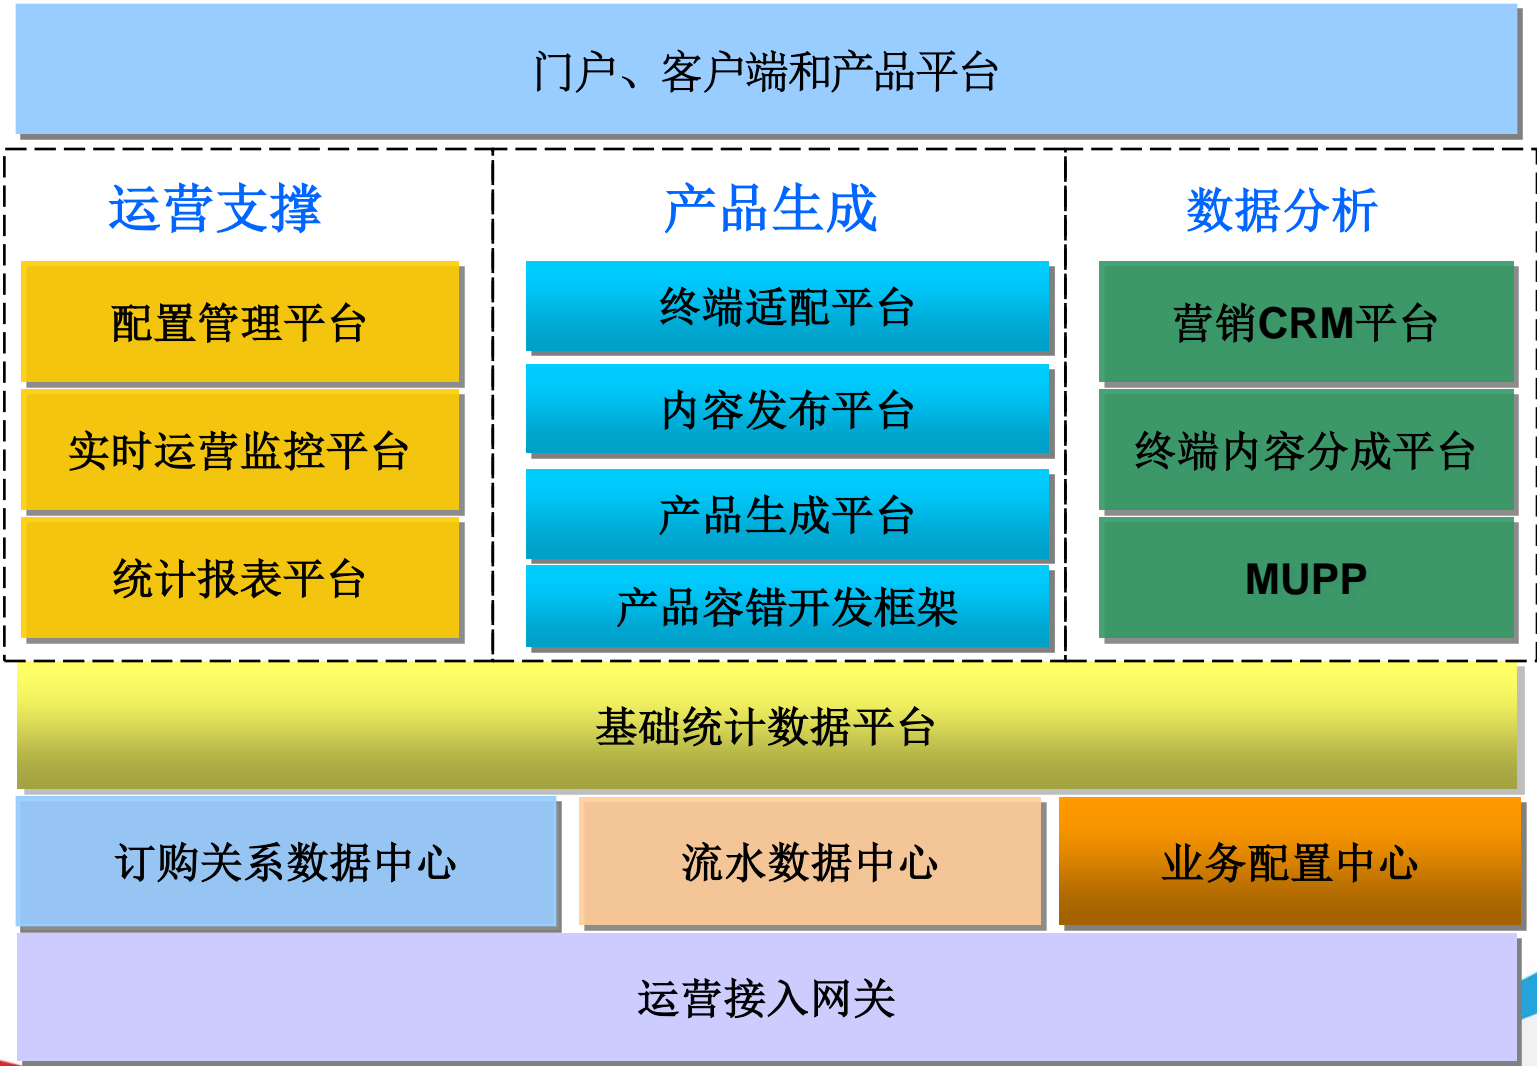 门户、客户端和产品平台
运营支撑
配置管理平台
实时运营监控平台
统计报表平台
产品生成
终端适配平台
内容发布平台
产品生成平台
产品容错开发框架
数据分析
营销CRM平台
终端内容分成平台
MUPP
基础统计数据平台
订购关系数据中心
流水数据中心
业务配置中心
运营接入网关